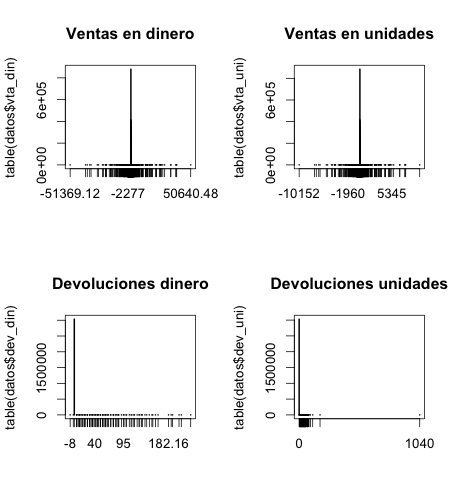 Ventas en dinero
table(datos$vta_din)
0e+00 6e+05
-51369.12 -2277 50640.48
Ventas en unidades
table(datos$vta_uni)
0e+00 6e+05
-10152 -1960 5345
Devoluciones dinero
table(datos$dev_din)
0 1500000
-8 40 95 182.16
Devoluciones unidades
table(datos$dev_uni)
0 1500000
0 1040